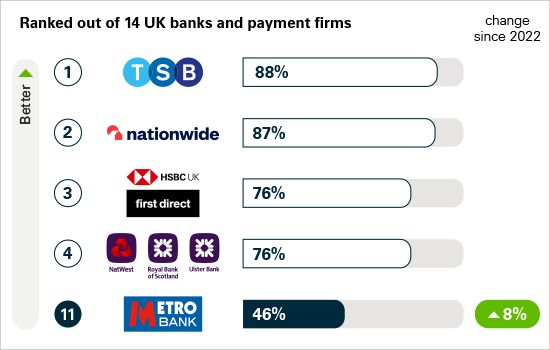 Ranked out of 14 UK banks and payment firms
change
since 2022
Better
1
TSB
88%
2
nationwide
87%
3
HSBC UK
first direct
76%
4
NatWest
Royal Bank
of Scotland
Ulster Bank
76%
11
METRO
BANK
46%
8%